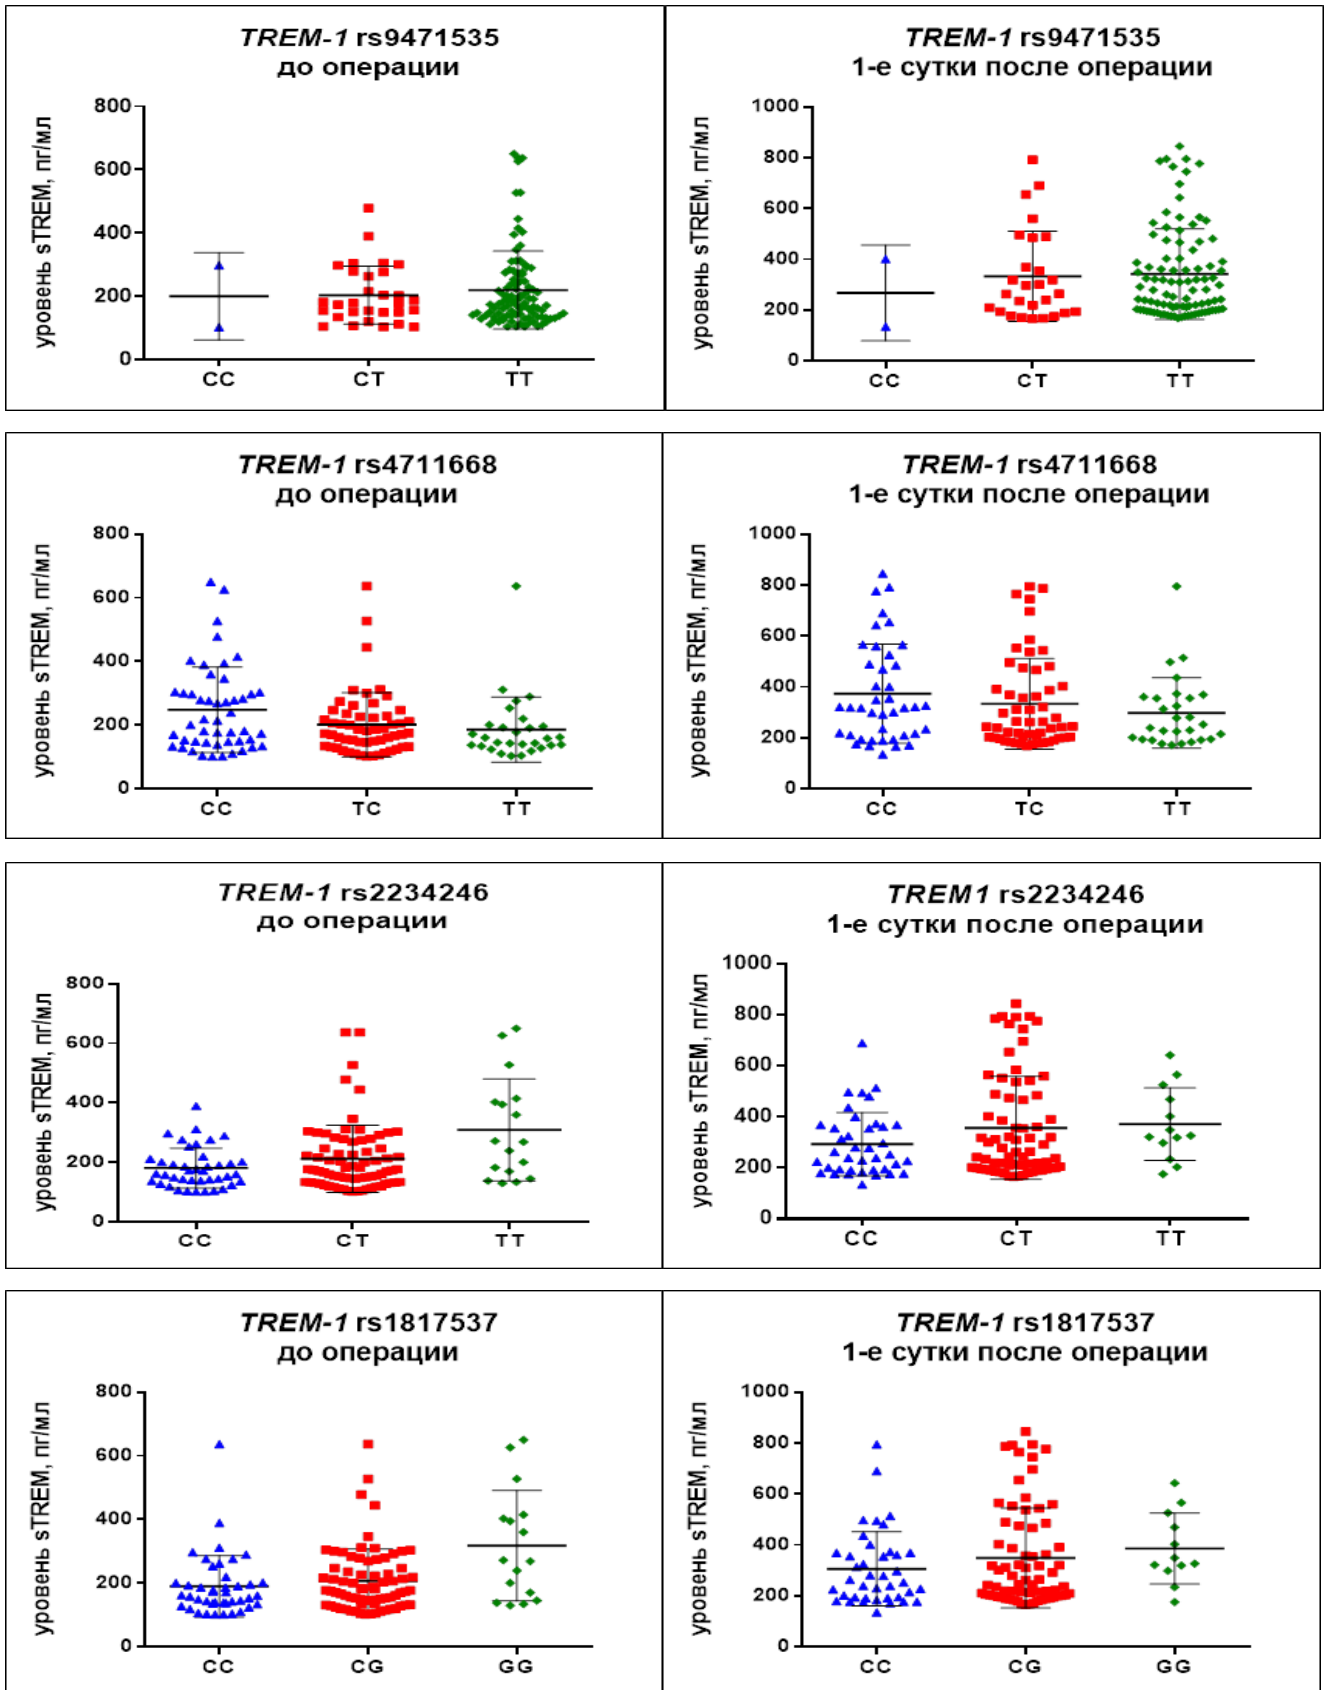 TREM-1 rs9471535
до операции
уровень sTREM, пг/мл
800
600
400
200
0
CC CT TT
TREM-1 rs9471535
1-е сутки после операции
уровень sTREM, пг/мл
1000
800
600
400
200
0
CC CT TT
TREM-1 rs4711668
до операции
уровень sTREM, пг/мл
800
600
400
200
0
CC TC TT
TREM-1 rs4711668
1-е сутки после операции
уровень sTREM, пг/мл
1000
800
600
400
200
0
CC TC TT
TREM-1 rs2234246
до операции
уровень sTREM, пг/мл
800
600
400
200
0
CC CT TT
TREM1 rs2234246
1-е сутки после операции
уровень sTREM, пг/мл
1000
800
600
400
200
0
CC CT TT
TREM-1 rs1817537
до операции
уровень sTREM, пг/мл
800
600
400
200
0
CC CG GG
TREM-1 rs1817537
1-е сутки после операции
уровень sTREM, пг/мл
1000
800
600
400
200
0
CC CG GG